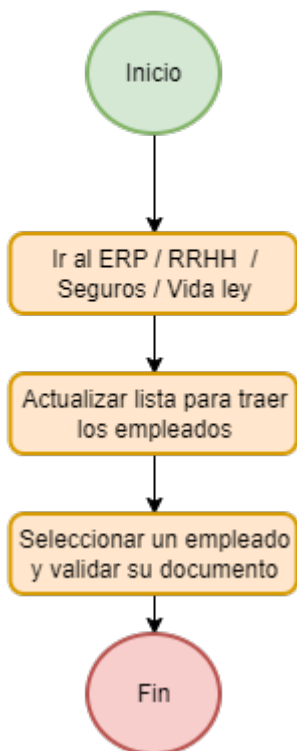 Inicio
Ir al ERP / RRHH /
Seguros / Vida ley
Actualizar lista para traer
los empleados
Seleccionar un empleado
y validar su documento
Fin